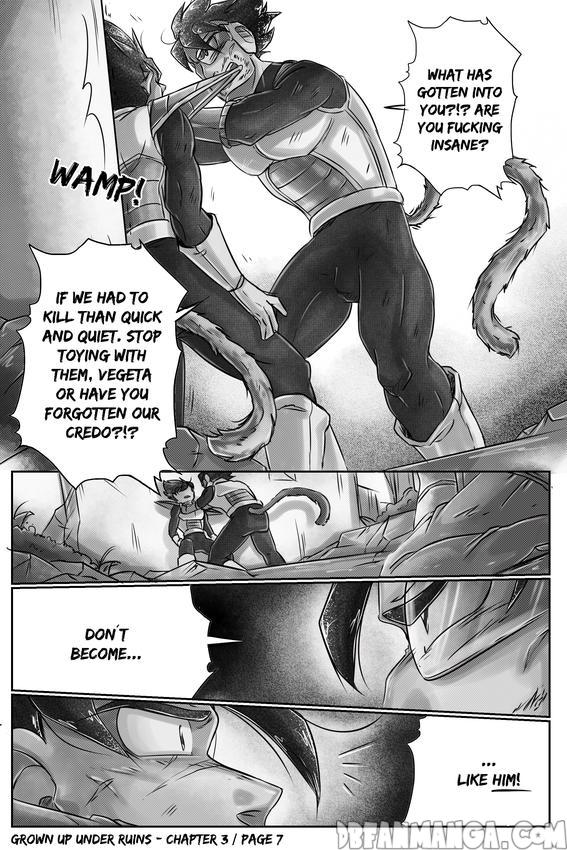 WHAT HAS
GOTTEN INTO
YOU?!? ARE
YOU FUCKING
INSANE?
WAMP!
IF WE HAD TO
KILL THAN QUICK
AND QUIET. STOP
TOYING WITH
THEM, VEGETA
OR HAVE YOU
FORGOTTEN OUR
CREDO?!?
DON'T
BECOME...
...
LIKE HIM!
GROWN UP UNDER RUINS - CHAPTER 3 / PAGE 7
DBFANMANGA.COM